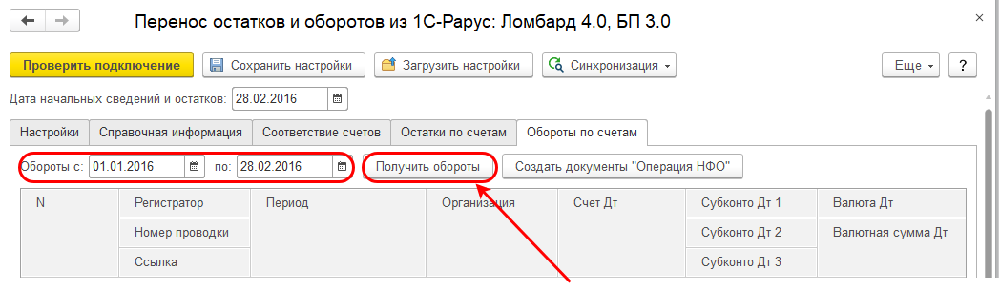 Перенос остатков и оборотов из 1С-Рарус: Ломбард 4.0, БП 3.0
Проверить подключение Сохранить настройки Загрузить настройки Синхронизация Еще ?
Дата начальных сведений и остатков: 28.02.2016
Настройки Справочная информация Соответствие счетов Остатки по счетам Обороты по счетам
Обороты с: 01.01.2016 по: 28.02.2016 Получить обороты Создать документы "Операция НФО"
N Регистратор Период Организация Счет Дт Субконто Дт 1 Валюта Дт
Номер проводки Субконто Дт 2 Валютная сумма Дт
Ссылка Субконто Дт 3